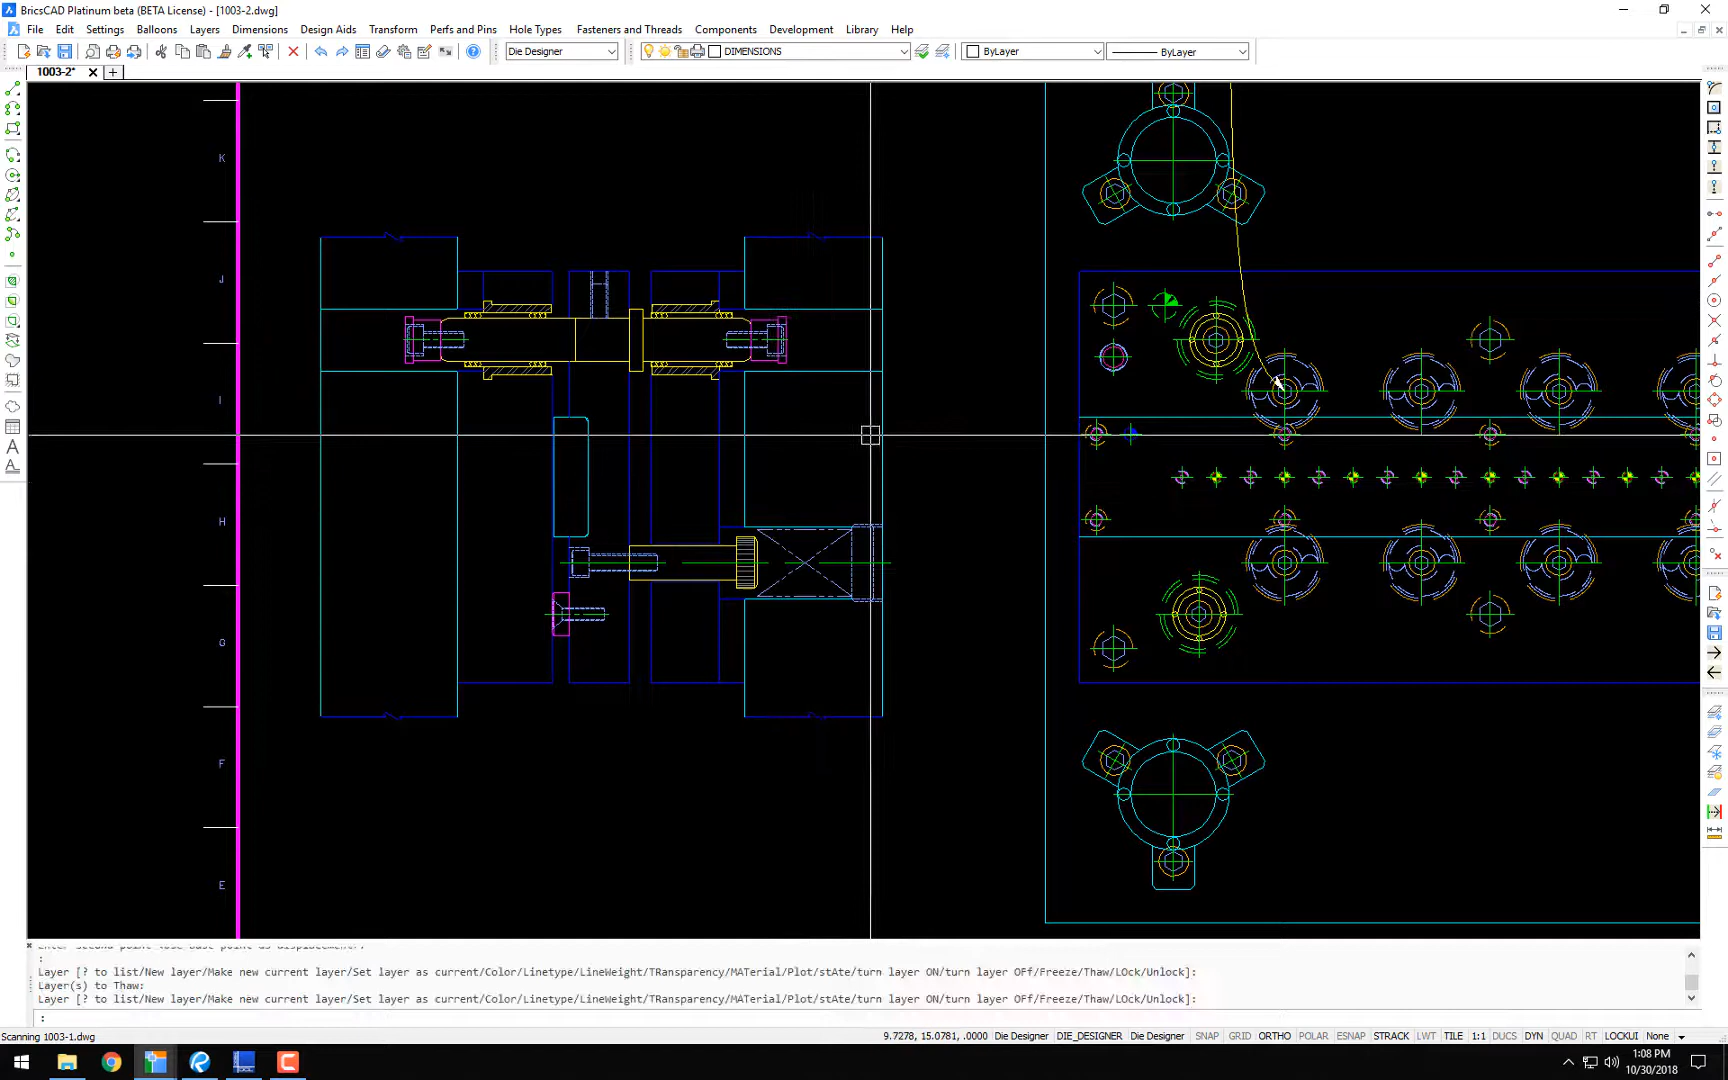 BricsCAD Platinum beta (BETA License) - [1003-2.dwg]
File Edit Settings Balloons Layers Dimensions Design Aids Transform Perfs and Pins Hole Types Fasteners and Threads Components Development Library Help
Die Designer DIMENSIONS ByLayer ByLayer
1003-2*
K
J
I
H
G
F
E
A
A
:
Layer [? to list/New layer/Make new current layer/Set layer as current/Color/Linetype/LineWeight/TRansparency/MATerial/Plot/stAte/turn layer ON/turn layer OFf/Freeze/Thaw/LOck/Unlock]:
Layer(s) to Thaw:
Layer [? to list/New layer/Make new current layer/Set layer as current/Color/Linetype/LineWeight/TRansparency/MATerial/Plot/stAte/turn layer ON/turn layer OFf/Freeze/Thaw/LOck/Unlock]:
:
Scanning 1003-1.dwg
9.7278, 15.0781, .0000 Die Designer DIE_DESIGNER Die Designer SNAP GRID ORTHO POLAR ESNAP STRACK LWT TILE 1:1 DUCS DYN QUAD RT LOCKUI None
1:08 PM
10/30/2018